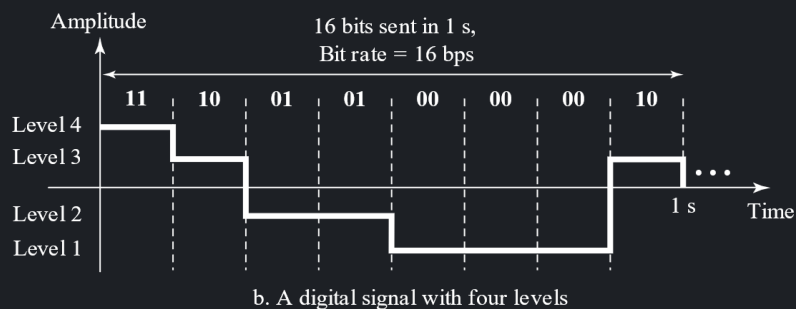 Amplitude
16 bits sent in 1 s,
Bit rate = 16 bps
11 10 01 01 00 00 00 10
Level 4
Level 3
...
Level 2
1 s
Time
Level 1
b. A digital signal with four levels